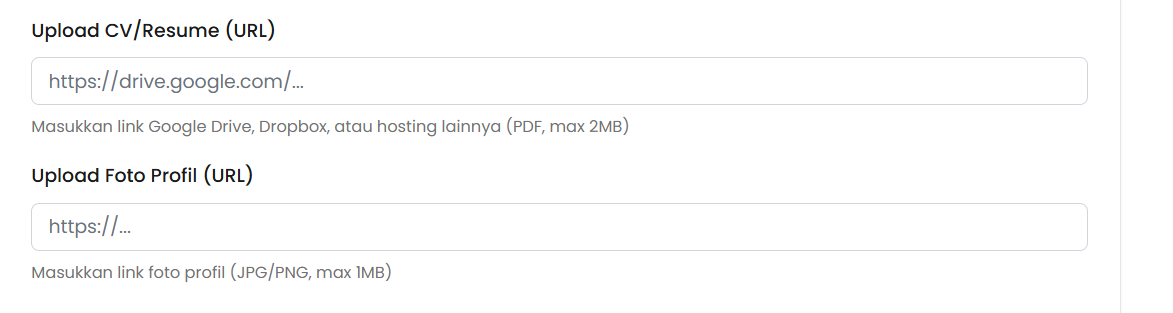 Upload CV/Resume (URL)
https://drive.google.com/...
Masukkan link Google Drive, Dropbox, atau hosting lainnya (PDF, max 2MB)
Upload Foto Profil (URL)
https://...
Masukkan link foto profil (JPG/PNG, max 1MB)